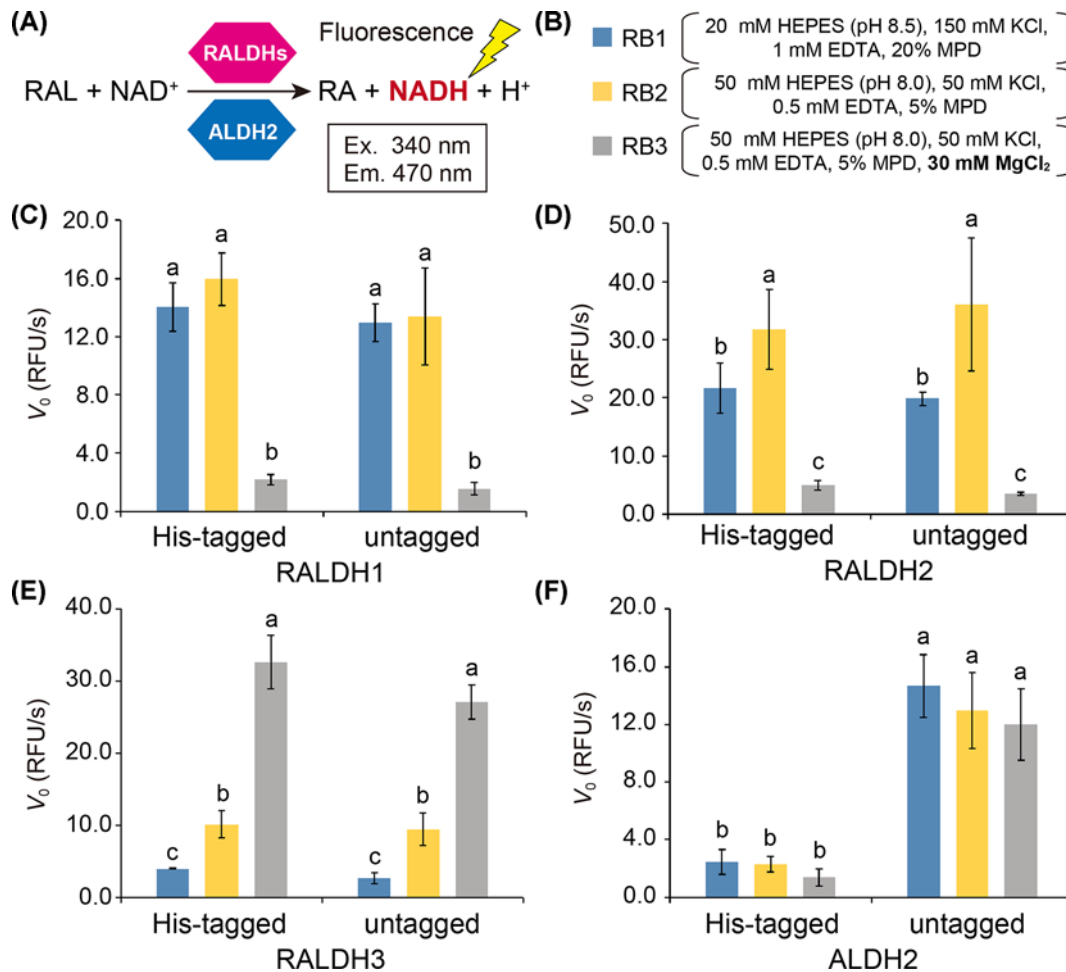 (A)
Fluorescence
RALDHs
RAL + NAD⁺
RA + NADH + H⁺
ALDH2
Ex. 340 nm
Em. 470 nm
(B)
RB1
20 mM HEPES (pH 8.5), 150 mM KCl,
1 mM EDTA, 20% MPD
RB2
50 mM HEPES (pH 8.0), 50 mM KCl,
0.5 mM EDTA, 5% MPD
RB3
50 mM HEPES (pH 8.0), 50 mM KCl,
0.5 mM EDTA, 5% MPD, 30 mM MgCl₂
(C)
V₀ (RFU/s)
20.0
16.0
12.0
8.0
4.0
0.0
a
a
b
a
a
b
His-tagged
untagged
RALDH1
(D)
V₀ (RFU/s)
50.0
40.0
30.0
20.0
10.0
0.0
b
a
c
b
a
c
His-tagged
untagged
RALDH2
(E)
V₀ (RFU/s)
40.0
30.0
20.0
10.0
0.0
c
b
a
c
b
a
His-tagged
untagged
RALDH3
(F)
V₀ (RFU/s)
20.0
16.0
12.0
8.0
4.0
0.0
b
b
b
a
a
a
His-tagged
untagged
ALDH2